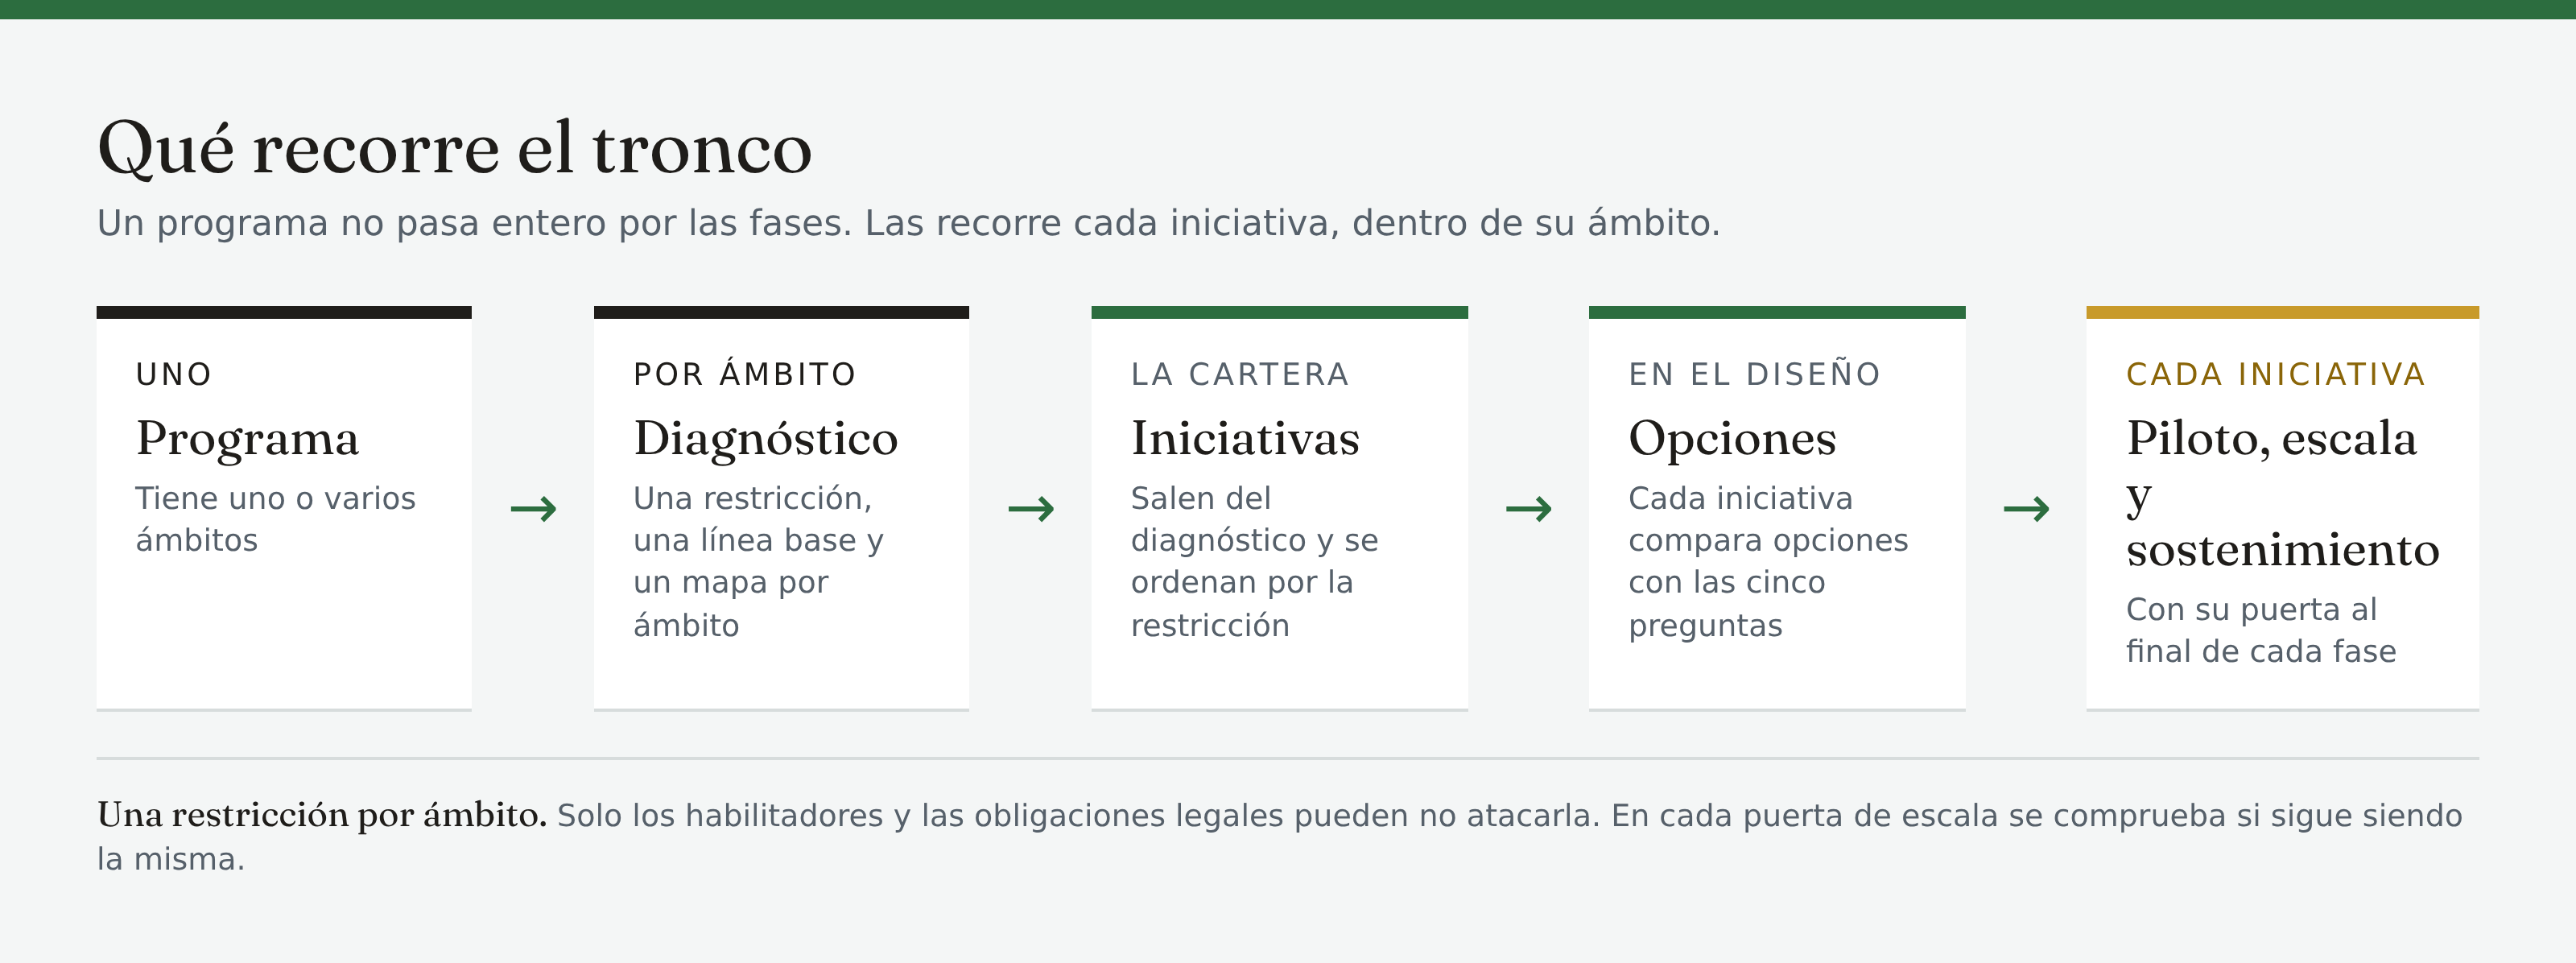 Qué recorre el tronco
Un programa no pasa entero por las fases. Las recorre cada iniciativa, dentro de su ámbito.
UNO
Programa
Tiene uno o varios
ámbitos
→
POR ÁMBITO
Diagnóstico
Una restricción,
una línea base y
un mapa por
ámbito
→
LA CARTERA
Iniciativas
Salen del
diagnóstico y se
ordenan por la
restricción
→
EN EL DISEÑO
Opciones
Cada iniciativa
compara opciones
con las cinco
preguntas
→
CADA INICIATIVA
Piloto, escala
y
sostenimiento
Con su puerta al
final de cada fase
Una restricción por ámbito. Solo los habilitadores y las obligaciones legales pueden no atacarla. En cada puerta de escala se comprueba si sigue siendo
la misma.